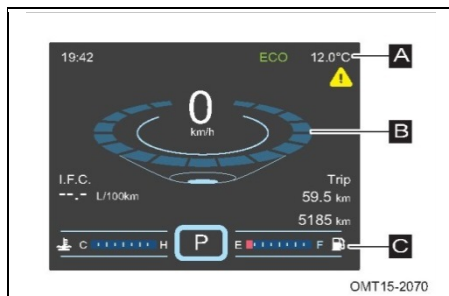 19:42 ECO 12.0°C A
0
km/h B
I.F.C. Trip
--.- L/100km 59.5 km
5185 km
C H P E F C
OMT15-2070